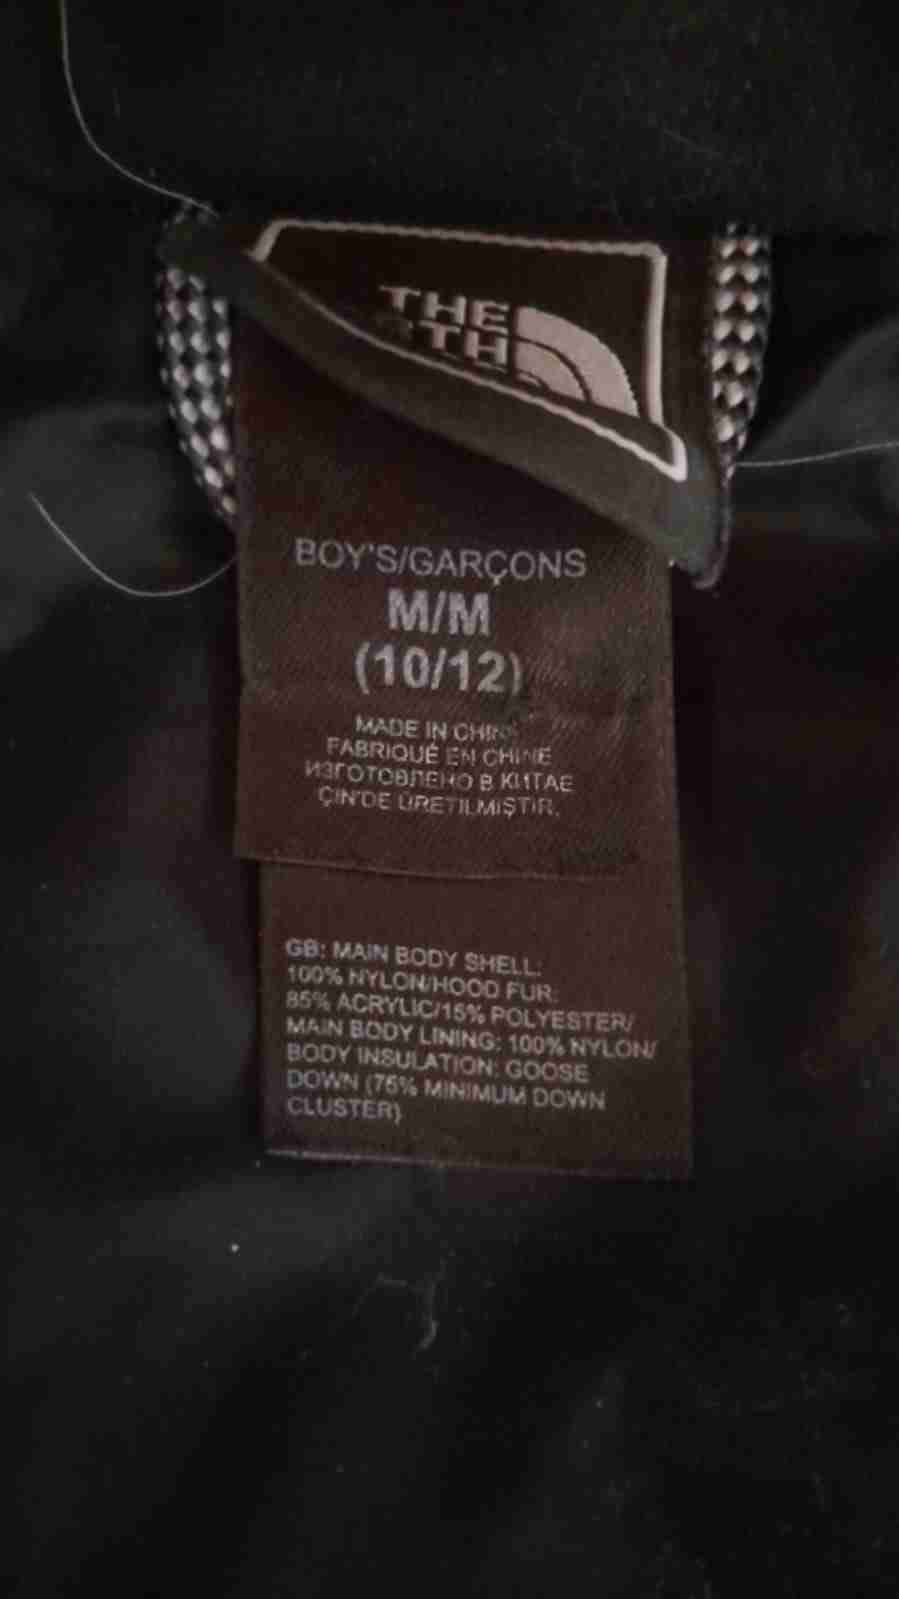 THE
TH
BOY'S/GARÇONS
M/M
(10/12)
MADE IN CHIN
FABRIQUÉ EN CHINE
ИЗГОТОВЛЕНО В КИТАЕ
ÇIN'DE ÜRETILMIŞTIR.
GB: MAIN BODY SHELL:
100% NYLON/HOOD FUR:
85% ACRYLIC/15% POLYESTER/
MAIN BODY LINING: 100% NYLON/
BODY INSULATION: GOOSE
DOWN (75% MINIMUM DOWN
CLUSTER)